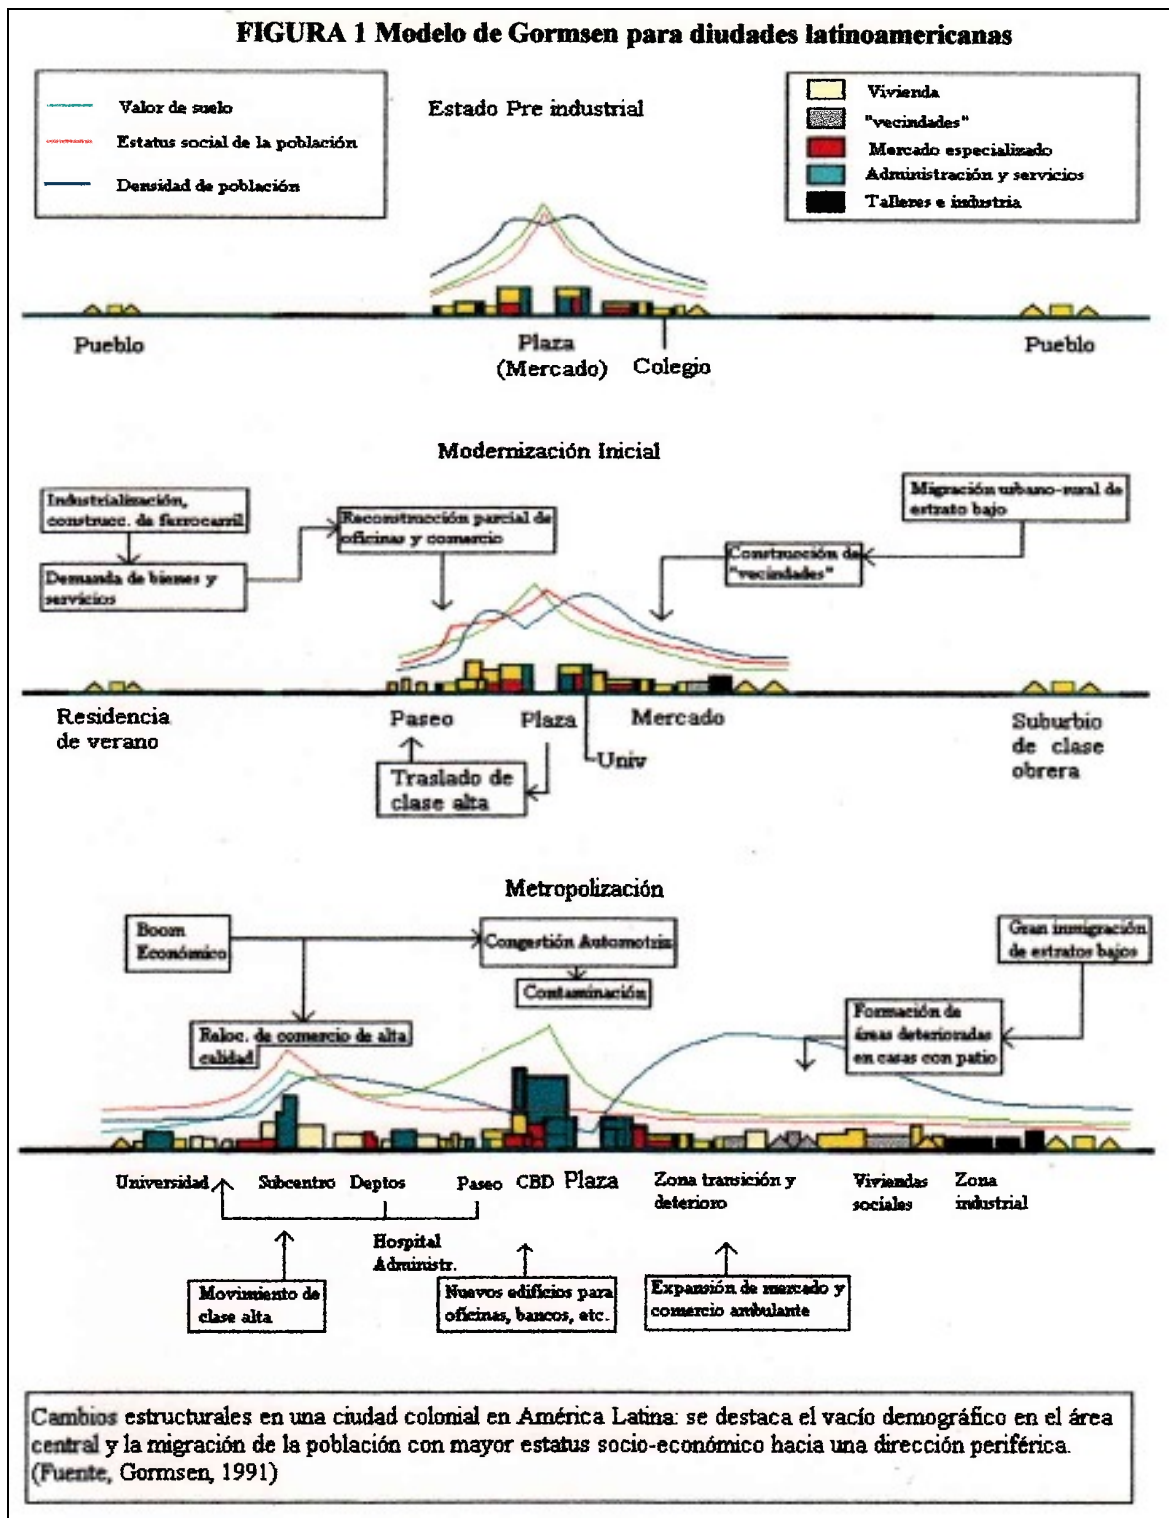 FIGURA 1 Modelo de Gormsen para diudades latinoamericanas
Valor de suelo
Estatus social de la población
Densidad de población
Estado Pre industrial
Vivienda
"vecindades"
Mercado especializado
Administración y servicios
Talleres e industria
Pueblo
Plaza
(Mercado)
Colegio
Pueblo
Modernización Inicial
Industrialización,
construcc. de ferrocarril
Demanda de bienes y
servicios
Reconstrucción parcial de
oficinas y comercio
Construcción de
"vecindades"
Migración urbano-rural de
estrato bajo
Residencia
de verano
Paseo
Plaza
Mercado
Univ
Traslado de
clase alta
Suburbio
de clase
obrera
Metropolización
Boom
Económico
Congestión Automotriz
Contaminación
Reloc. de comercio de alta
calidad
Gran inmigración
de estratos bajos
Formación de
áreas deterioradas
en casas con patio
Universidad
Subcentro
Deptos
Paseo
CBD
Plaza
Zona transición y
deterioro
Viviendas
sociales
Zona
industrial
Hospital
Administr.
Movimiento de
clase alta
Nuevos edificios para
oficinas, bancos, etc.
Expansión de mercado y
comercio ambulante
Cambios estructurales en una ciudad colonial en América Latina: se destaca el vacío demográfico en el área
central y la migración de la población con mayor estatus socio-económico hacia una dirección periférica.
(Fuente, Gormsen, 1991)